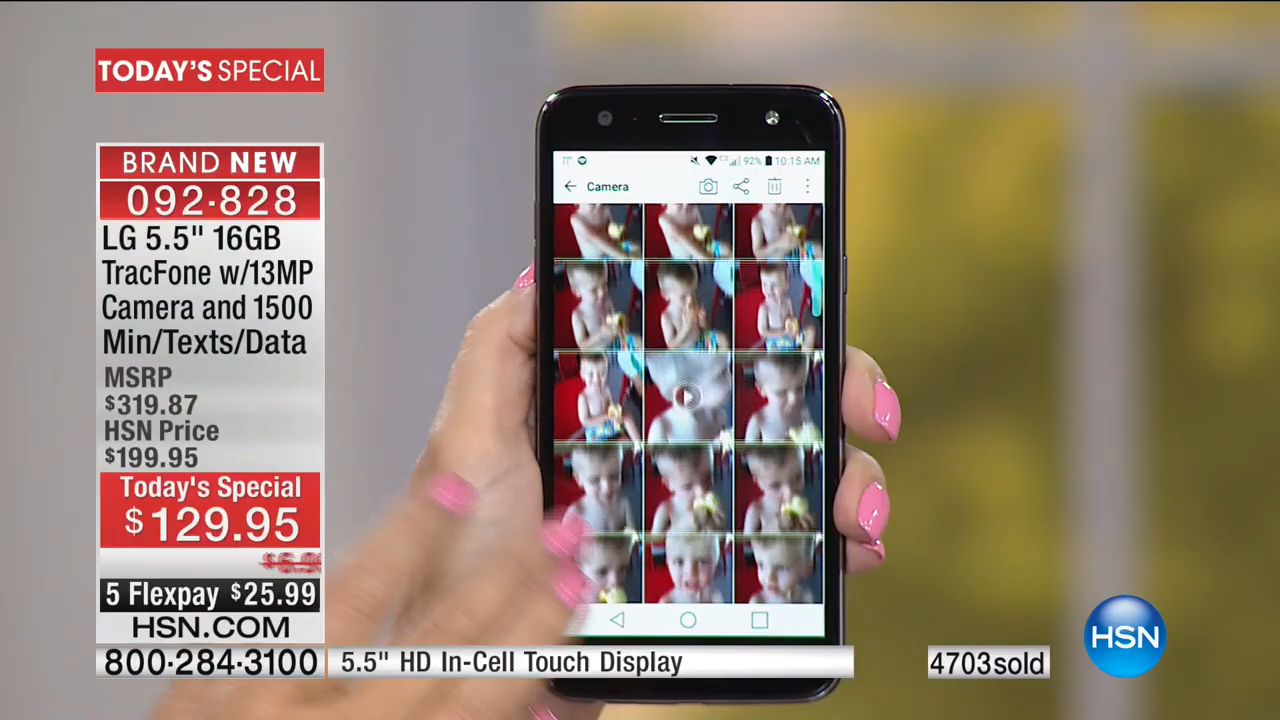 TODAY'S SPECIAL
BRAND NEW
092-828
LG 5.5" 16GB
TracFone w/13MP
Camera and 1500
Min/Texts/Data
MSRP
$319.87
HSN Price
$199.95
Today's Special
$129.95
5 Flexpay $25.99
HSN.COM
800-284-3100
5.5" HD In-Cell Touch Display
4703sold
HSN
92% 10:15 AM
Camera